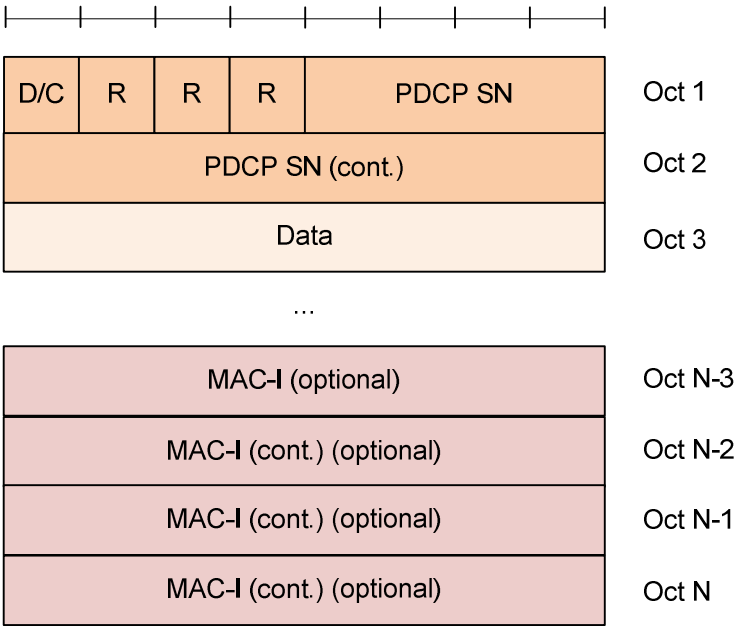 D/C R R R PDCP SN Oct 1
PDCP SN (cont.) Oct 2
Data Oct 3
...
MAC-I (optional) Oct N-3
MAC-I (cont.) (optional) Oct N-2
MAC-I (cont.) (optional) Oct N-1
MAC-I (cont.) (optional) Oct N